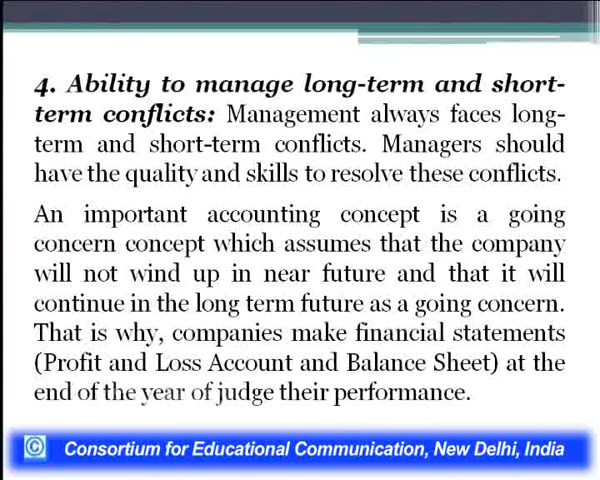 4. Ability to manage long-term and short-
term conflicts: Management always faces long-
term and short-term conflicts. Managers should
have the quality and skills to resolve these conflicts.
An important accounting concept is a going
concern concept which assumes that the company
will not wind up in near future and that it will
continue in the long term future as a going concern.
That is why, companies make financial statements
(Profit and Loss Account and Balance Sheet) at the
end of the year of judge their performance.
© Consortium for Educational Communication, New Delhi, India